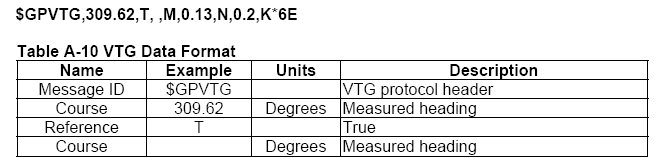 $GPVTG,309.62,T, ,M,0.13,N,0.2,K*6E
Table A-10 VTG Data Format
Name Example Units Description
Message ID $GPVTG VTG protocol header
Course 309.62 Degrees Measured heading
Reference T True
Course Degrees Measured heading